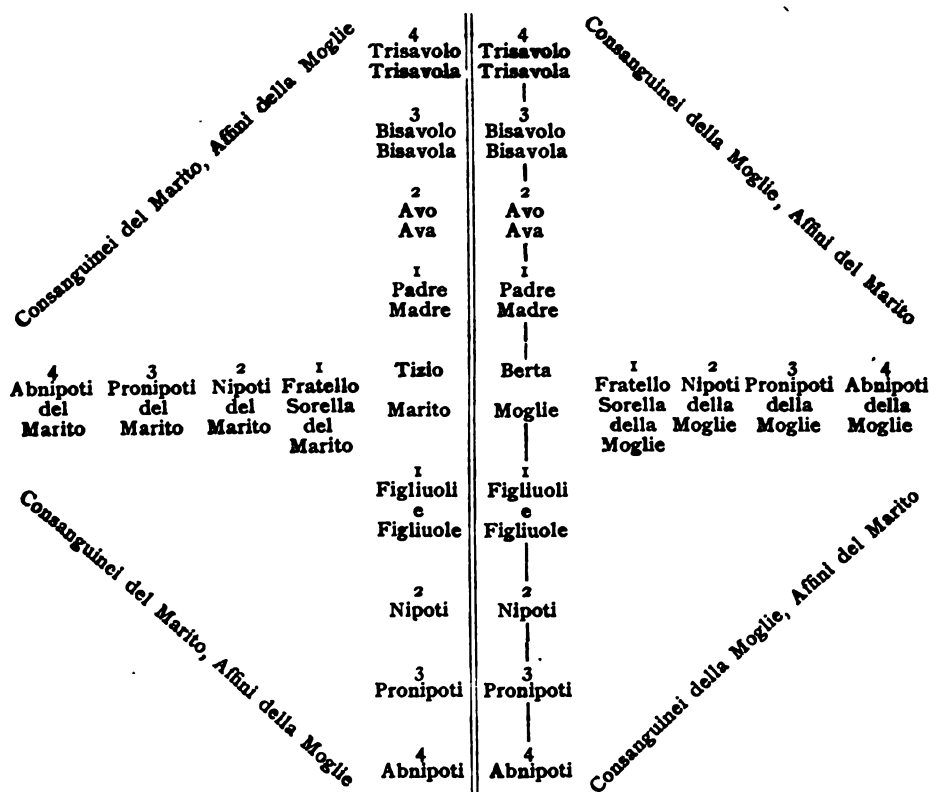 4
Trisavolo
Trisavola
3
Bisavolo
Bisavola
2
Avo
Ava
1
Padre
Madre
Tizio
Marito
1
Figliuoli
e
Figliuole
2
Nipoti
3
Pronipoti
4
Abnipoti
4
Trisavolo
Trisavola
3
Bisavolo
Bisavola
2
Avo
Ava
1
Padre
Madre
Berta
Moglie
1
Figliuoli
e
Figliuole
2
Nipoti
3
Pronipoti
4
Abnipoti
Consanguinei del Marito, Affini della Moglie
Consanguinei della Moglie, Affini del Marito
4
Abnipoti
del
Marito
3
Pronipoti
del
Marito
2
Nipoti
del
Marito
1
Fratello
Sorella
del
Marito
1
Fratello
Sorella
della
Moglie
2
Nipoti
della
Moglie
3
Pronipoti
della
Moglie
4
Abnipoti
della
Moglie
Consanguinei del Marito, Affini della Moglie
Consanguinei della Moglie, Affini del Marito